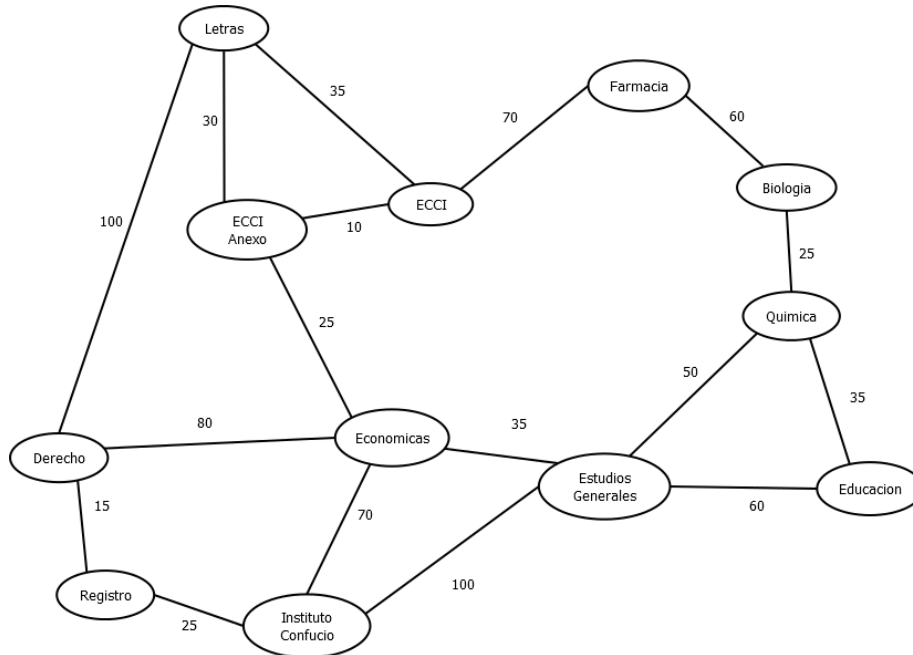 Letras
35
Farmacia
70
60
30
Biologia
ECCI
ECCI
Anexo
10
100
25
Quimica
25
50
35
80
35
Derecho
Economicas
Estudios
Generales
Educacion
15
70
60
100
Registro
25
Instituto
Confucio